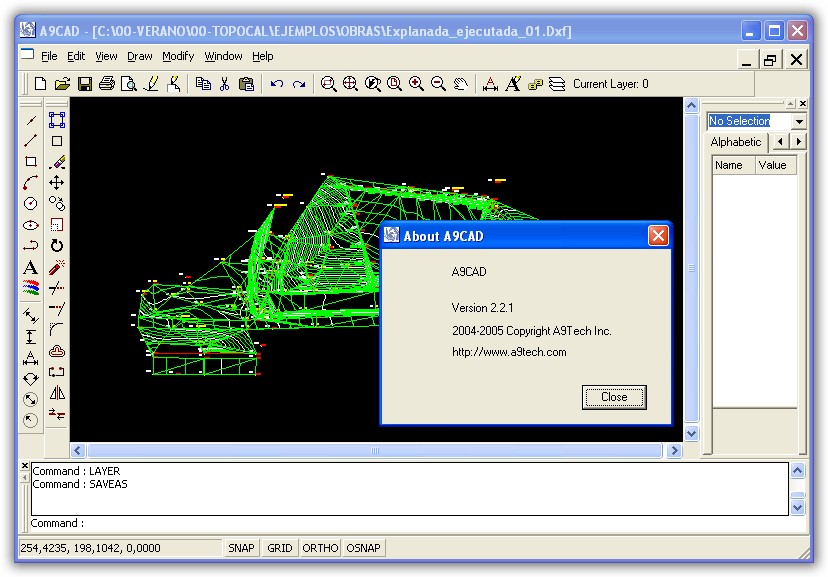 A9CAD - [C:\00-VERANO\00-TOPOCAL\EJEMPLOS\OBRAS\Explanada_ejecutada_01.Dxf]
File Edit View Draw Modify Window Help
Current Layer: 0
No Selection
Alphabetic
Name Value
About A9CAD
A9CAD
Version 2.2.1
2004-2005 Copyright A9Tech Inc.
http://www.a9tech.com
Close
Command : LAYER
Command : SAVEAS
Command :
254,4235, 198,1042, 0,0000 SNAP GRID ORTHO OSNAP